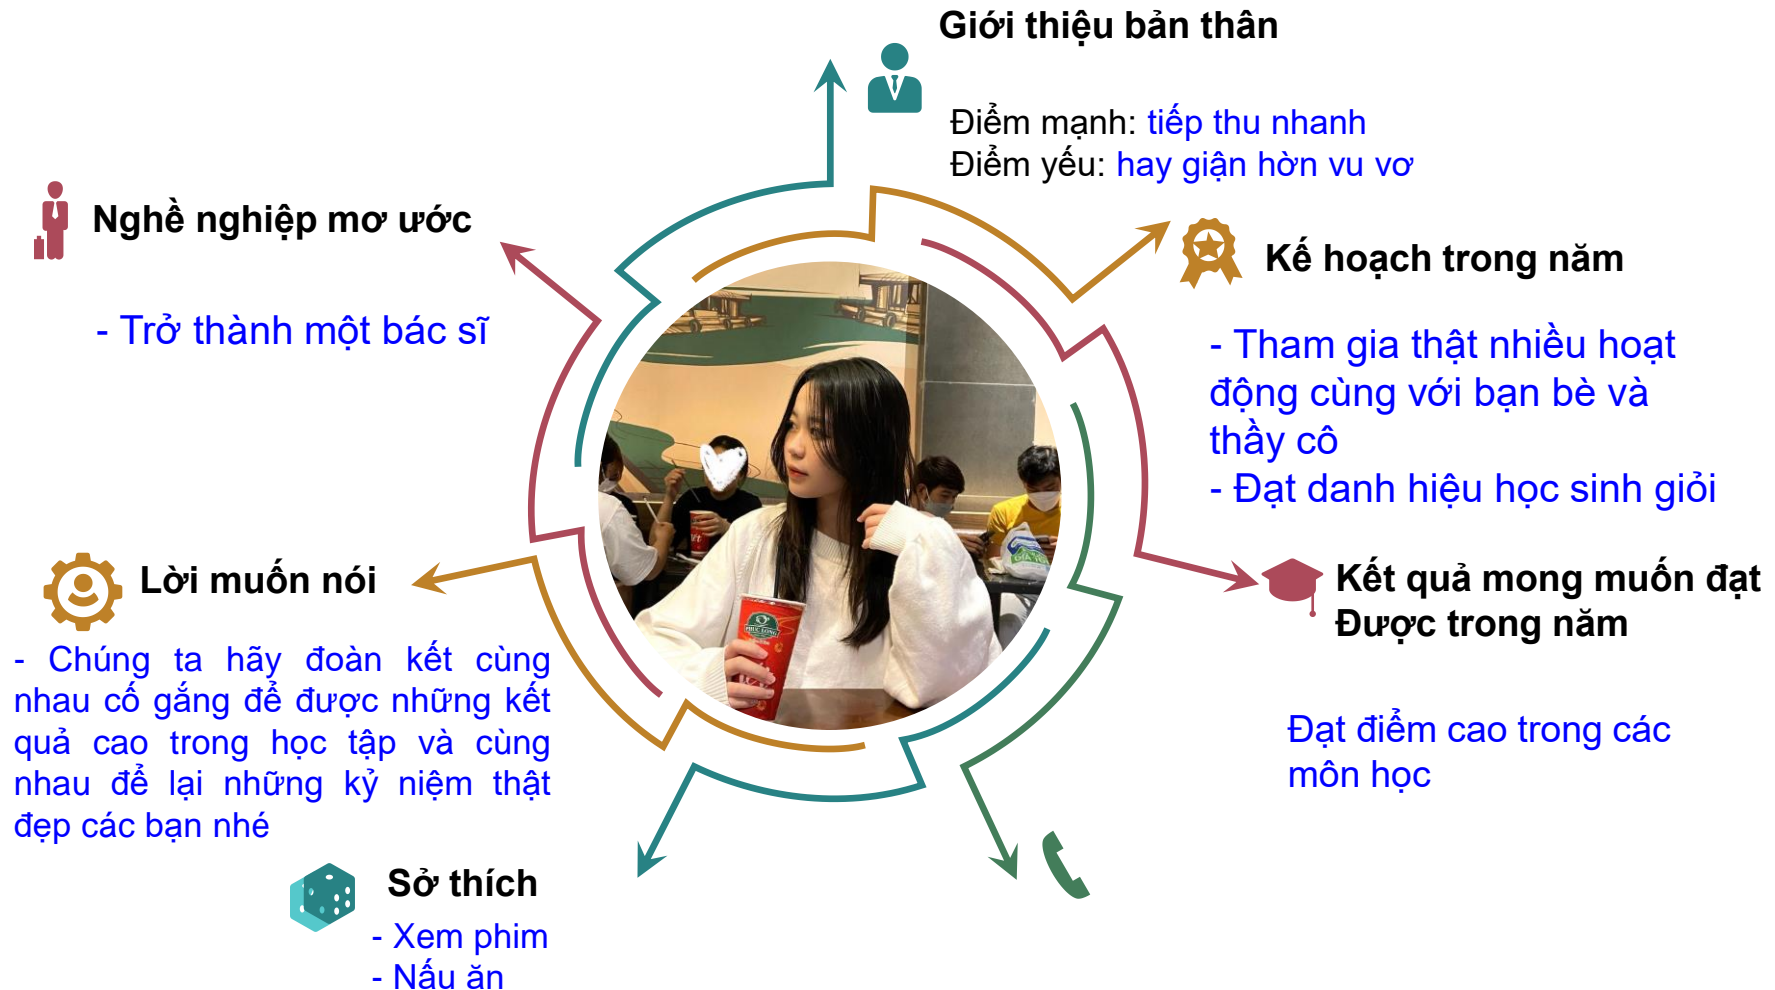 Giới thiệu bản thân
Điểm mạnh: tiếp thu nhanh
Điểm yếu: hay giận hờn vu vơ
Nghề nghiệp mơ ước
- Trở thành một bác sĩ
Kế hoạch trong năm
- Tham gia thật nhiều hoạt
động cùng với bạn bè và
thầy cô
- Đạt danh hiệu học sinh giỏi
Lời muốn nói
- Chúng ta hãy đoàn kết cùng
nhau cố gắng để được những kết
quả cao trong học tập và cùng
nhau để lại những kỷ niệm thật
đẹp các bạn nhé
Kết quả mong muốn đạt
Được trong năm
Đạt điểm cao trong các
môn học
Sở thích
- Xem phim
- Nấu ăn
PHUC LONG